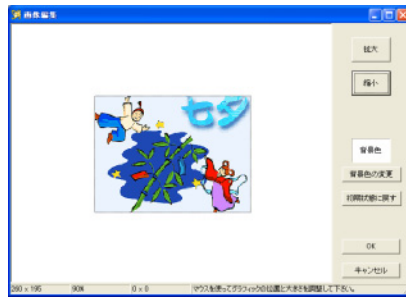 画像編集
七夕
拡大
縮小
背景色
背景色の変更
初期状態に戻す
OK
キャンセル
260 x 195 90% 0 x 0 マウスを使ってグラフィックの位置と大きさを調整して下さい。